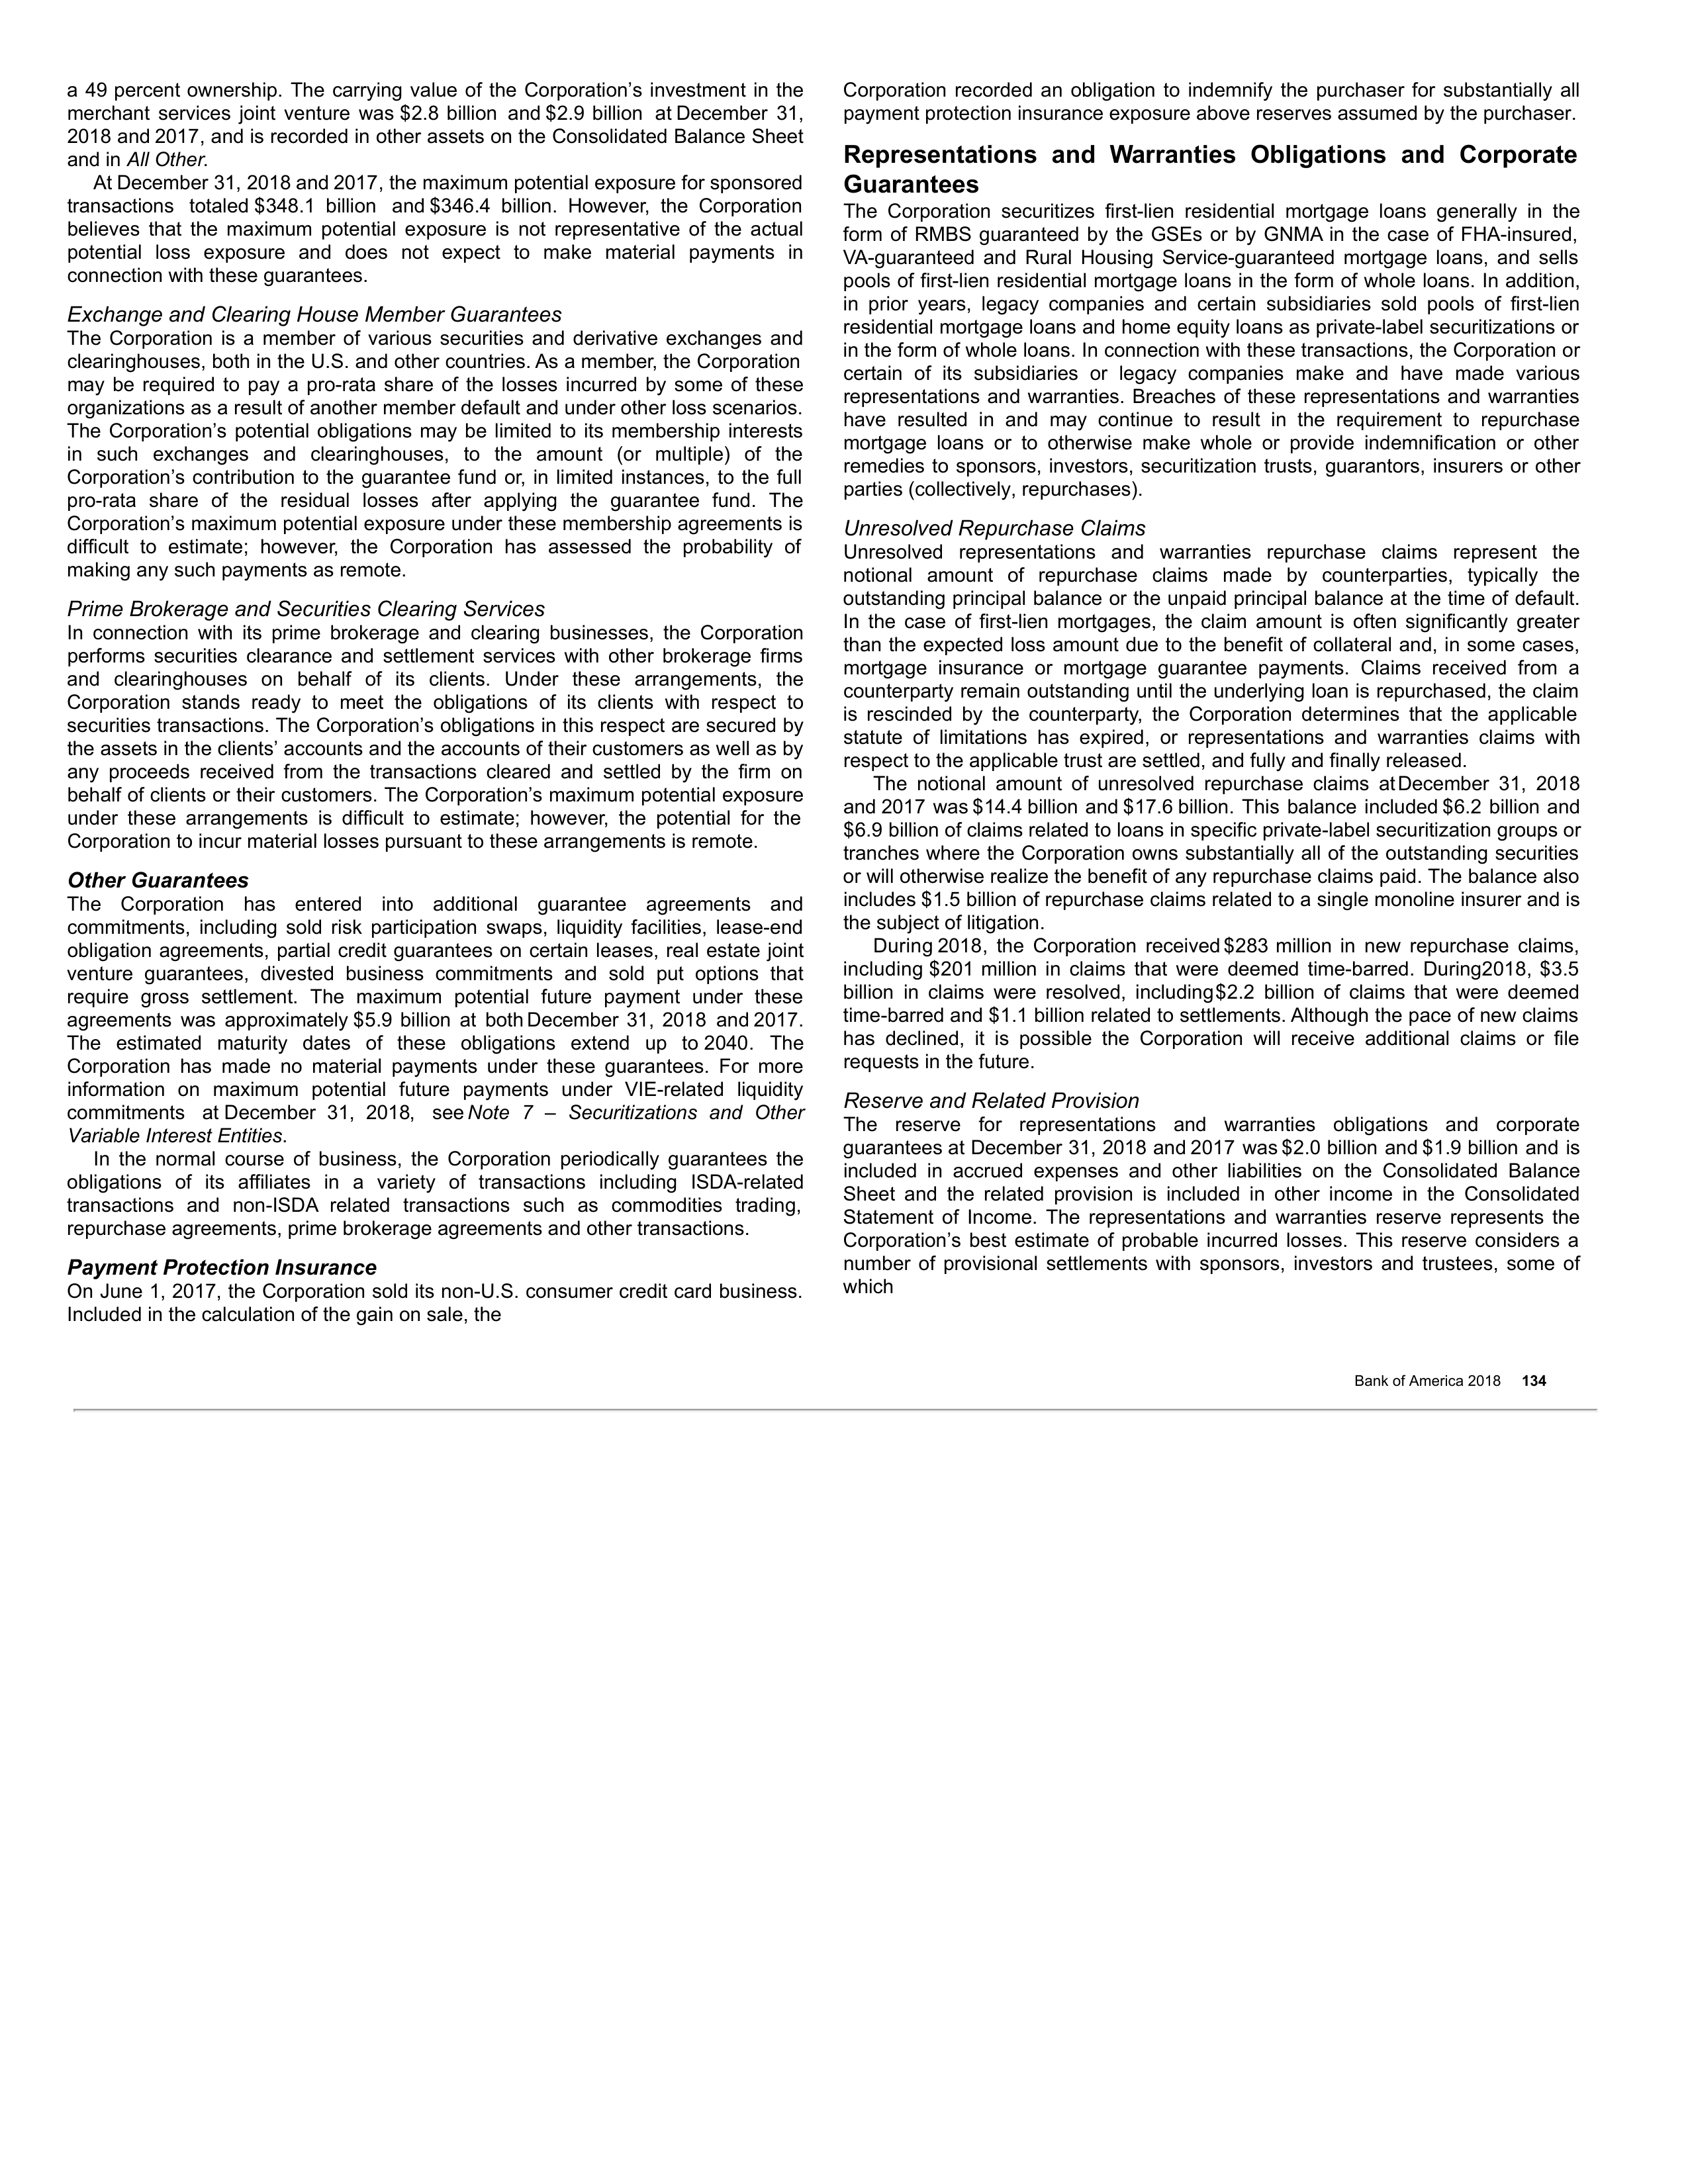 a 49 percent ownership. The carrying value of the Corporation’s investment in the
merchant services joint venture was $2.8 billion and $2.9 billion at December 31,
2018 and 2017, and is recorded in other assets on the Consolidated Balance Sheet
and in All Other.
At December 31, 2018 and 2017, the maximum potential exposure for sponsored
transactions totaled $348.1 billion and $346.4 billion. However, the Corporation
believes that the maximum potential exposure is not representative of the actual
potential loss exposure and does not expect to make material payments in
connection with these guarantees.
Exchange and Clearing House Member Guarantees
The Corporation is a member of various securities and derivative exchanges and
clearinghouses, both in the U.S. and other countries. As a member, the Corporation
may be required to pay a pro-rata share of the losses incurred by some of these
organizations as a result of another member default and under other loss scenarios.
The Corporation’s potential obligations may be limited to its membership interests
in such exchanges and clearinghouses, to the amount (or multiple) of the
Corporation’s contribution to the guarantee fund or, in limited instances, to the full
pro-rata share of the residual losses after applying the guarantee fund. The
Corporation’s maximum potential exposure under these membership agreements is
difficult to estimate; however, the Corporation has assessed the probability of
making any such payments as remote.
Prime Brokerage and Securities Clearing Services
In connection with its prime brokerage and clearing businesses, the Corporation
performs securities clearance and settlement services with other brokerage firms
and clearinghouses on behalf of its clients. Under these arrangements, the
Corporation stands ready to meet the obligations of its clients with respect to
securities transactions. The Corporation’s obligations in this respect are secured by
the assets in the clients’ accounts and the accounts of their customers as well as by
any proceeds received from the transactions cleared and settled by the firm on
behalf of clients or their customers. The Corporation’s maximum potential exposure
under these arrangements is difficult to estimate; however, the potential for the
Corporation to incur material losses pursuant to these arrangements is remote.
Other Guarantees
The Corporation has entered into additional guarantee agreements and
commitments, including sold risk participation swaps, liquidity facilities, lease-end
obligation agreements, partial credit guarantees on certain leases, real estate joint
venture guarantees, divested business commitments and sold put options that
require gross settlement. The maximum potential future payment under these
agreements was approximately $5.9 billion at both December 31, 2018 and 2017.
The estimated maturity dates of these obligations extend up to 2040. The
Corporation has made no material payments under these guarantees. For more
information on maximum potential future payments under VIE-related liquidity
commitments at December 31, 2018, see Note 7 – Securitizations and Other
Variable Interest Entities.
In the normal course of business, the Corporation periodically guarantees the
obligations of its affiliates in a variety of transactions including ISDA-related
transactions and non-ISDA related transactions such as commodities trading,
repurchase agreements, prime brokerage agreements and other transactions.
Payment Protection Insurance
On June 1, 2017, the Corporation sold its non-U.S. consumer credit card business.
Included in the calculation of the gain on sale, the
Corporation recorded an obligation to indemnify the purchaser for substantially all
payment protection insurance exposure above reserves assumed by the purchaser.
Representations and Warranties Obligations and Corporate
Guarantees
The Corporation securitizes first-lien residential mortgage loans generally in the
form of RMBS guaranteed by the GSEs or by GNMA in the case of FHA-insured,
VA-guaranteed and Rural Housing Service-guaranteed mortgage loans, and sells
pools of first-lien residential mortgage loans in the form of whole loans. In addition,
in prior years, legacy companies and certain subsidiaries sold pools of first-lien
residential mortgage loans and home equity loans as private-label securitizations or
in the form of whole loans. In connection with these transactions, the Corporation or
certain of its subsidiaries or legacy companies make and have made various
representations and warranties. Breaches of these representations and warranties
have resulted in and may continue to result in the requirement to repurchase
mortgage loans or to otherwise make whole or provide indemnification or other
remedies to sponsors, investors, securitization trusts, guarantors, insurers or other
parties (collectively, repurchases).
Unresolved Repurchase Claims
Unresolved representations and warranties repurchase claims represent the
notional amount of repurchase claims made by counterparties, typically the
outstanding principal balance or the unpaid principal balance at the time of default.
In the case of first-lien mortgages, the claim amount is often significantly greater
than the expected loss amount due to the benefit of collateral and, in some cases,
mortgage insurance or mortgage guarantee payments. Claims received from a
counterparty remain outstanding until the underlying loan is repurchased, the claim
is rescinded by the counterparty, the Corporation determines that the applicable
statute of limitations has expired, or representations and warranties claims with
respect to the applicable trust are settled, and fully and finally released.
The notional amount of unresolved repurchase claims at December 31, 2018
and 2017 was $14.4 billion and $17.6 billion. This balance included $6.2 billion and
$6.9 billion of claims related to loans in specific private-label securitization groups or
tranches where the Corporation owns substantially all of the outstanding securities
or will otherwise realize the benefit of any repurchase claims paid. The balance also
includes $1.5 billion of repurchase claims related to a single monoline insurer and is
the subject of litigation.
During 2018, the Corporation received $283 million in new repurchase claims,
including $201 million in claims that were deemed time-barred. During 2018, $3.5
billion in claims were resolved, including $2.2 billion of claims that were deemed
time-barred and $1.1 billion related to settlements. Although the pace of new claims
has declined, it is possible the Corporation will receive additional claims or file
requests in the future.
Reserve and Related Provision
The reserve for representations and warranties obligations and corporate
guarantees at December 31, 2018 and 2017 was $2.0 billion and $1.9 billion and is
included in accrued expenses and other liabilities on the Consolidated Balance
Sheet and the related provision is included in other income in the Consolidated
Statement of Income. The representations and warranties reserve represents the
Corporation’s best estimate of probable incurred losses. This reserve considers a
number of provisional settlements with sponsors, investors and trustees, some of
which
Bank of America 2018 134